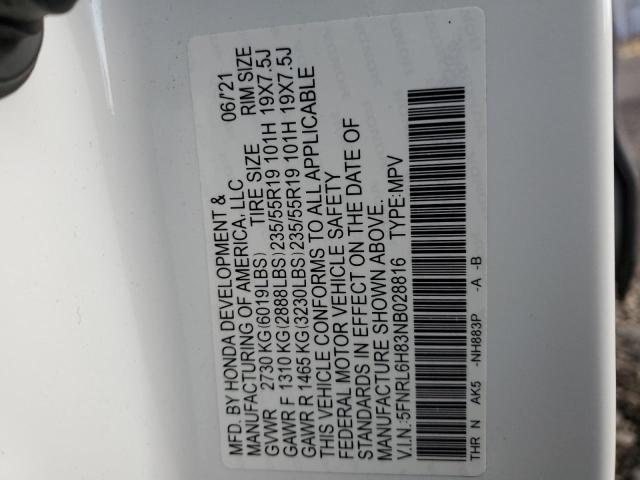 MFD. BY HONDA DEVELOPMENT & 06/'21
MANUFACTURING OF AMERICA, LLC
TIRE SIZE RIM SIZE
GVWR 2730 KG(6019LBS)
GAWR F 1310 KG(2888LBS)235/55R19 101H 19X7.5J
GAWR R 1465 KG(3230LBS)235/55R19 101H 19X7.5J
THIS VEHICLE CONFORMS TO ALL APPLICABLE
FEDERAL MOTOR VEHICLE SAFETY
STANDARDS IN EFFECT ON THE DATE OF
MANUFACTURE SHOWN ABOVE.
V.I.N.:5FNRL6H83NB028816 TYPE:MPV
THR N AK5 -NH883P -A -B